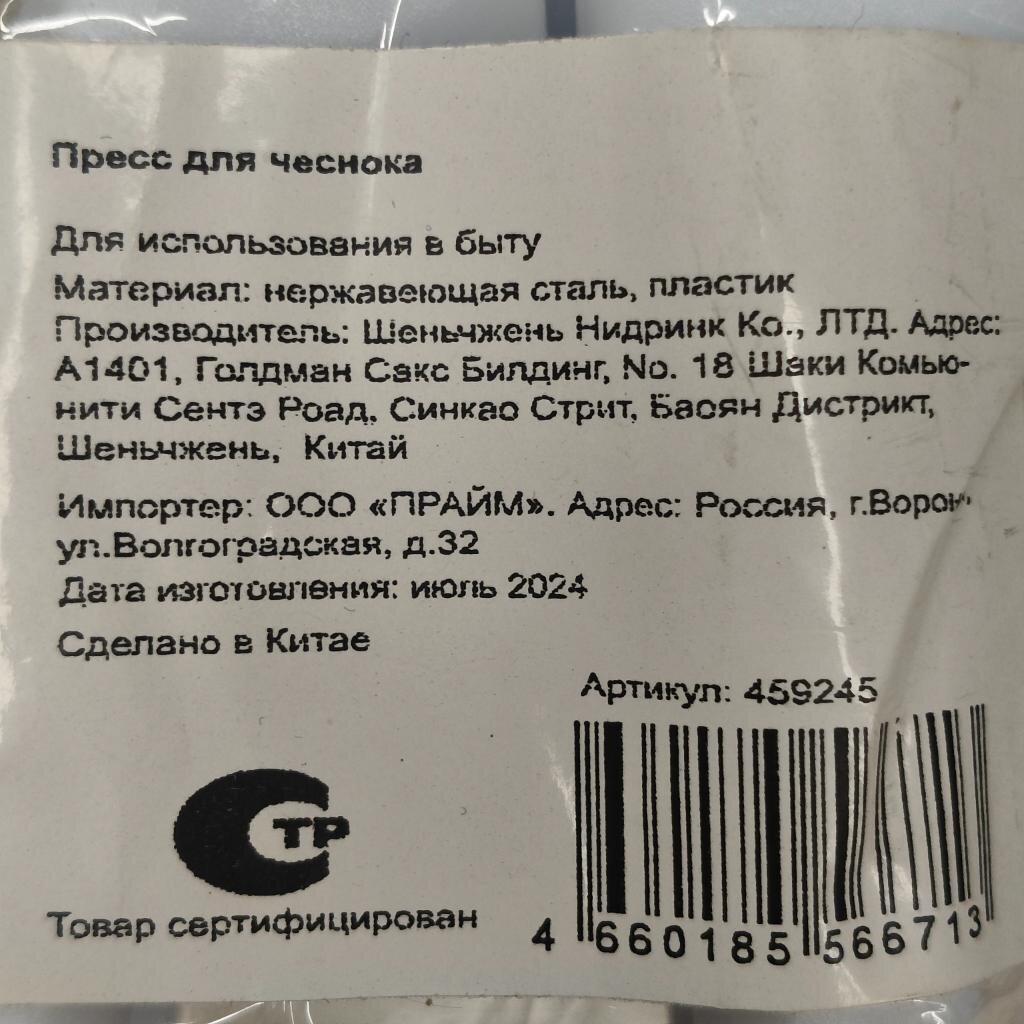 Пресс для чеснока
Для использования в быту
Материал: нержавеющая сталь, пластик
Производитель: Шеньчжень Нидринк Ко., ЛТД. Адрес:
А1401, Голдман Сакс Билдинг, No. 18 Шаки Комью-
нити Сентэ Роад, Синкао Стрит, Баоян Дистрикт,
Шеньчжень, Китай
Импортер: ООО «ПРАЙМ». Адрес: Россия, г.Ворон
ул.Волгоградская, д.32
Дата изготовления: июль 2024
Сделано в Китае
Артикул: 459245
СТР
Товар сертифицирован
4 660185 566713